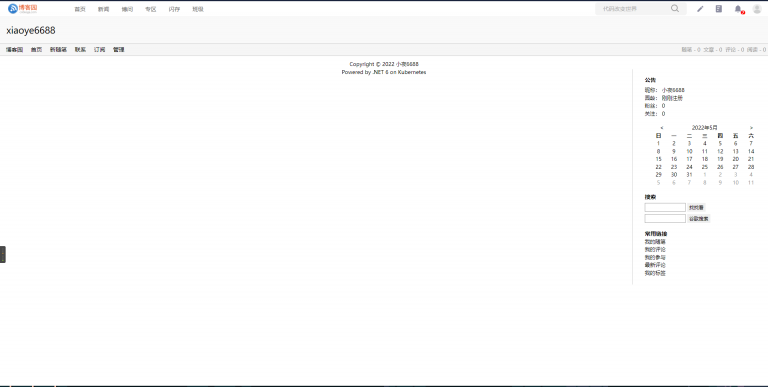 博客园
首页 新闻 博问 专区 闪存 班级
代码改变世界
xiaoye6688
博客园 首页 新随笔 联系 订阅 管理
随笔 - 0 文章 - 0 评论 - 0 阅读 - 0
Copyright © 2022 小夜6688
Powered by .NET 6 on Kubernetes
公告
昵称： 小夜6688
园龄： 刚刚注册
粉丝： 0
关注： 0
< 2022年5月 >
日 一 二 三 四 五 六
1 2 3 4 5 6 7
8 9 10 11 12 13 14
15 16 17 18 19 20 21
22 23 24 25 26 27 28
29 30 31 1 2 3 4
5 6 7 8 9 10 11
搜索
找找看
谷歌搜索
常用链接
我的随笔
我的评论
我的参与
最新评论
我的标签